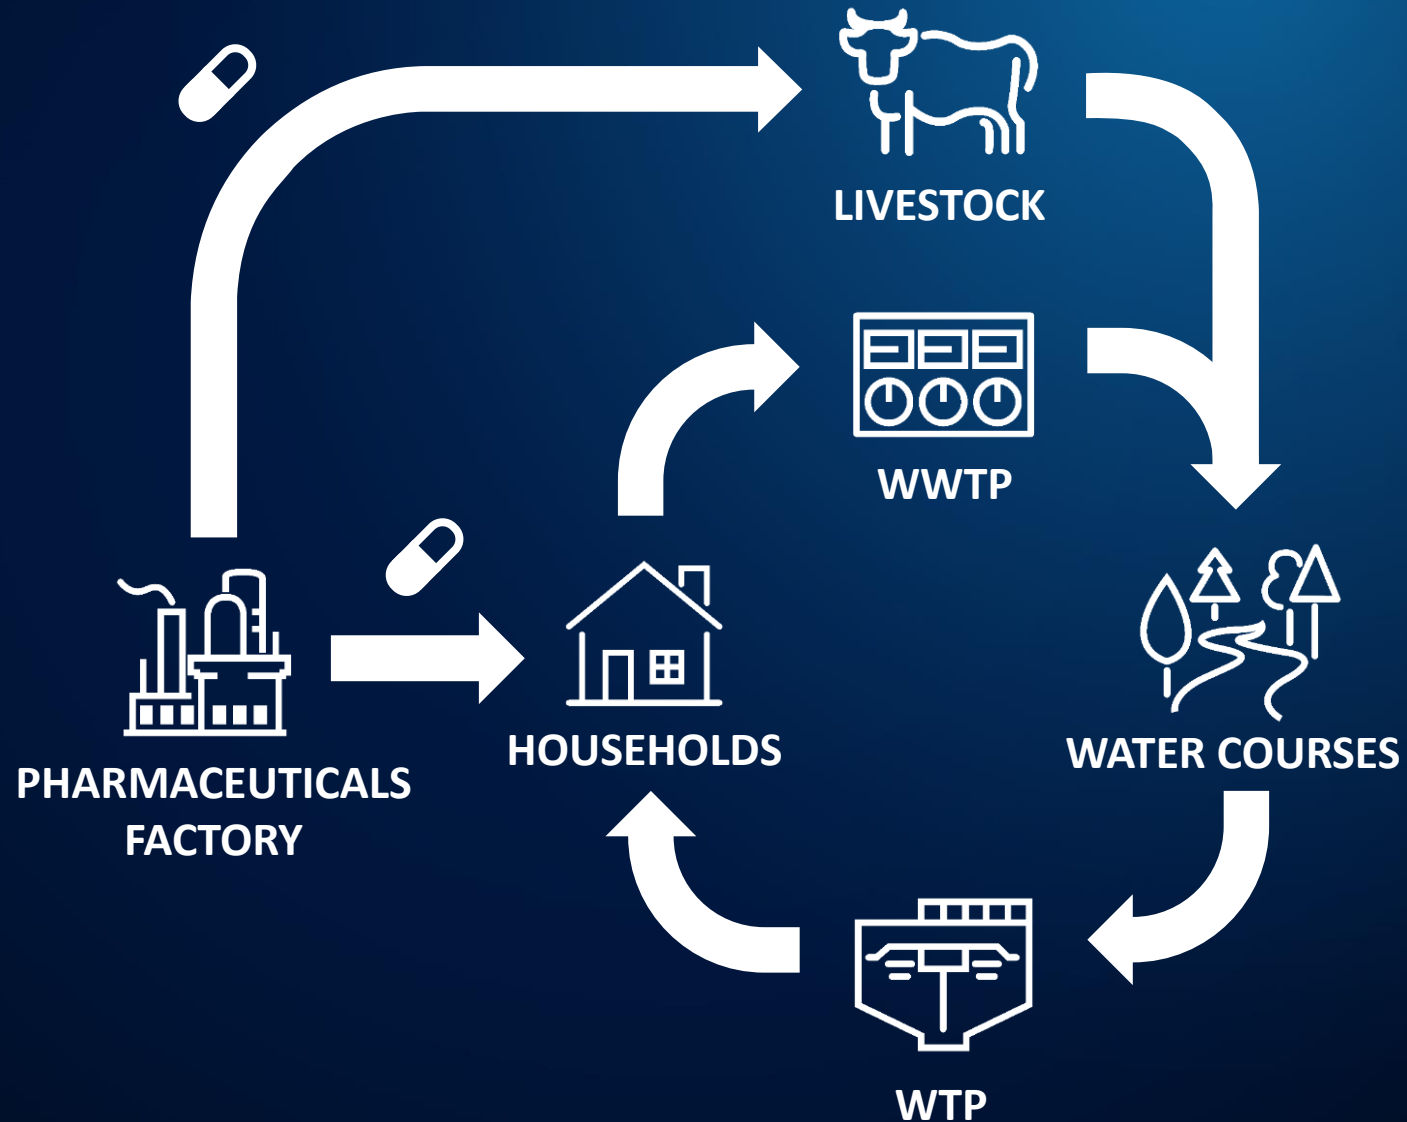 LIVESTOCK
WWTP
HOUSEHOLDS
WATER COURSES
PHARMACEUTICALS
FACTORY
WTP